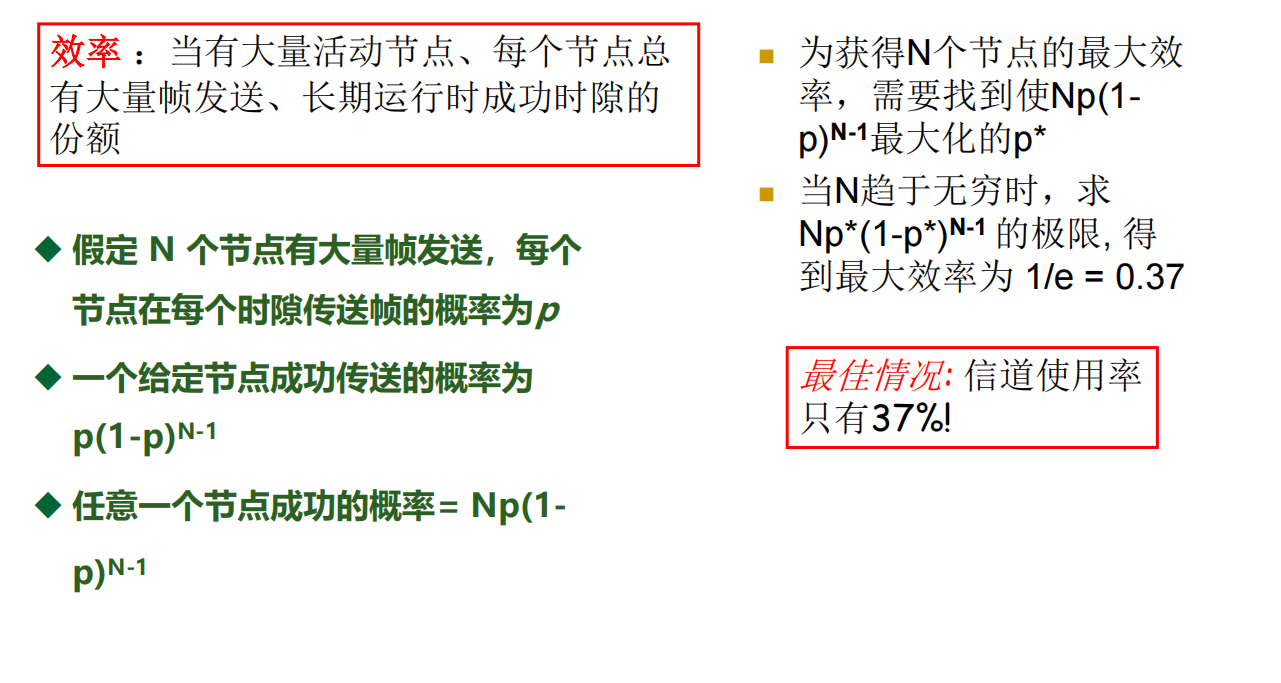 效率 ：当有大量活动节点、每个节点总
有大量帧发送、长期运行时成功时隙的
份额
◆ 假定 N 个节点有大量帧发送，每个
节点在每个时隙传送帧的概率为p
◆ 一个给定节点成功传送的概率为
p(1-p)ᴺ⁻¹
◆ 任意一个节点成功的概率= Np(1-
p)ᴺ⁻¹
■ 为获得N个节点的最大效
率，需要找到使Np(1-
p)ᴺ⁻¹最大化的p*
■ 当N趋于无穷时，求
Np*(1-p*)ᴺ⁻¹ 的极限, 得
到最大效率为 1/e = 0.37
最佳情况: 信道使用率
只有37%!